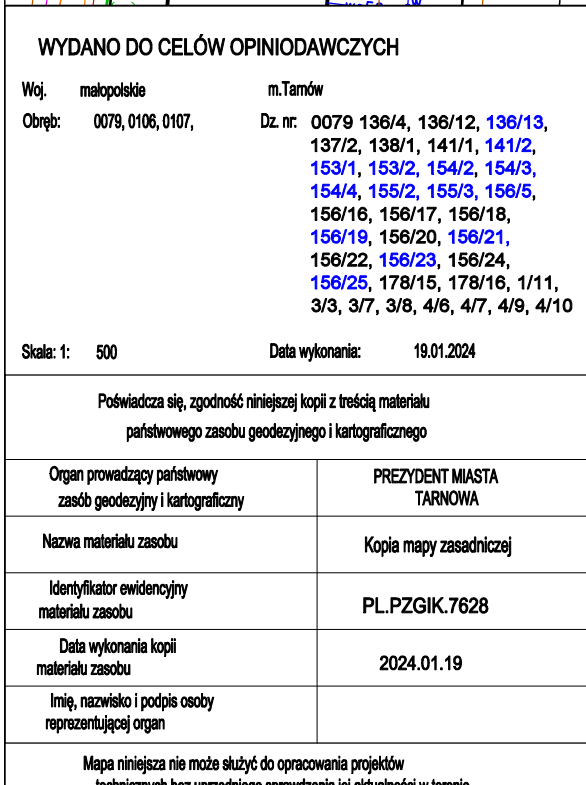 WYDANO DO CELÓW OPINIODAWCZYCH
Woj. małopolskie m.Tarnów
Obręb: 0079, 0106, 0107, Dz. nr: 0079 136/4, 136/12, 136/13,
137/2, 138/1, 141/1, 141/2,
153/1, 153/2, 154/2, 154/3,
154/4, 155/2, 155/3, 156/5,
156/16, 156/17, 156/18,
156/19, 156/20, 156/21,
156/22, 156/23, 156/24,
156/25, 178/15, 178/16, 1/11,
3/3, 3/7, 3/8, 4/6, 4/7, 4/9, 4/10
Skala: 1: 500 Data wykonania: 19.01.2024
Poświadcza się, zgodność niniejszej kopii z treścią materiału
państwowego zasobu geodezyjnego i kartograficznego
Organ prowadzący państwowy
zasób geodezyjny i kartograficzny
PREZYDENT MIASTA
TARNOWA
Nazwa materiału zasobu
Kopia mapy zasadniczej
Identyfikator ewidencyjny
materiału zasobu
PL.PZGIK.7628
Data wykonania kopii
materiału zasobu
2024.01.19
Imię, nazwisko i podpis osoby
reprezentującej organ
Mapa niniejsza nie może służyć do opracowania projektów
technicznych bez uprzedniego sprawdzenia jej aktualności w terenie